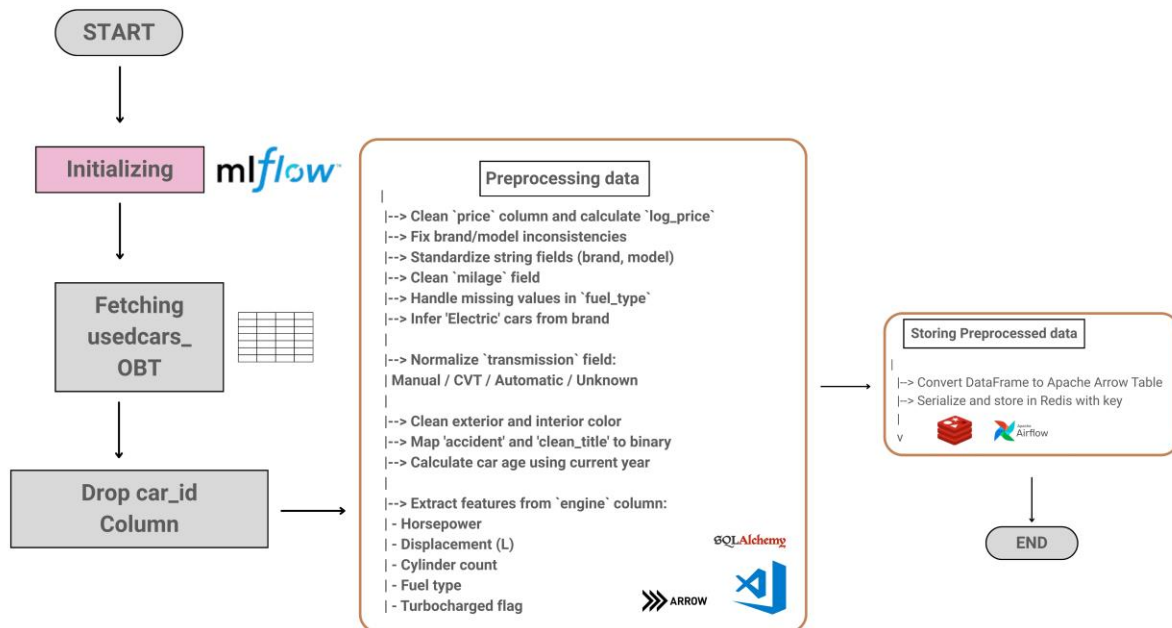 START
Initializing
mlflow™
Fetching
usedcars_
OBT
Drop car_id
Column
Preprocessing data
|
|--> Clean `price` column and calculate `log_price`
|--> Fix brand/model inconsistencies
|--> Standardize string fields (brand, model)
|--> Clean `milage` field
|--> Handle missing values in `fuel_type`
|--> Infer 'Electric' cars from brand
|
|--> Normalize `transmission` field:
| Manual / CVT / Automatic / Unknown
|
|--> Clean exterior and interior color
|--> Map 'accident' and 'clean_title' to binary
|--> Calculate car age using current year
|
|--> Extract features from `engine` column:
| - Horsepower
| - Displacement (L)
| - Cylinder count
| - Fuel type
| - Turbocharged flag
SQLAlchemy
ARROW
Storing Preprocessed data
|
|--> Convert DataFrame to Apache Arrow Table
|--> Serialize and store in Redis with key
|
v
Apache
Airflow
END